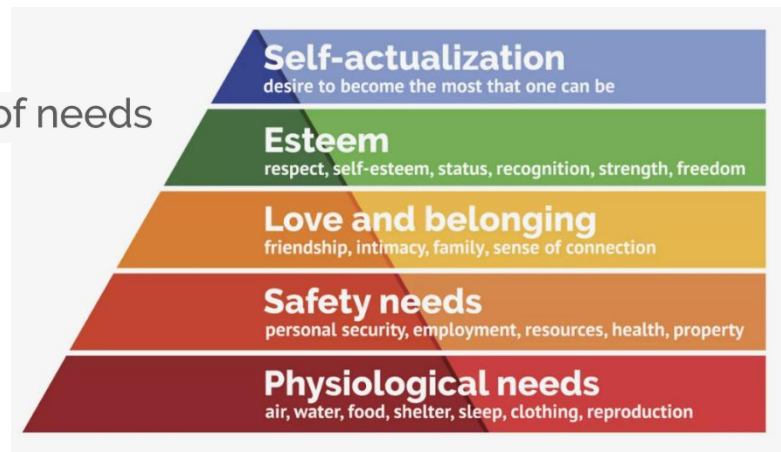 of needs
Self-actualization
desire to become the most that one can be
Esteem
respect, self-esteem, status, recognition, strength, freedom
Love and belonging
friendship, intimacy, family, sense of connection
Safety needs
personal security, employment, resources, health, property
Physiological needs
air, water, food, shelter, sleep, clothing, reproduction